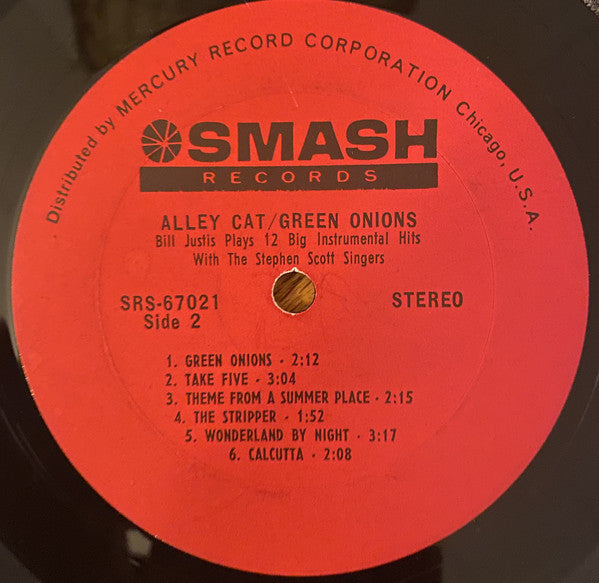 Distributed by MERCURY RECORD CORPORATION Chicago, U.S.A.
SMASH
RECORDS
ALLEY CAT/GREEN ONIONS
Bill Justis Plays 12 Big Instrumental Hits
With The Stephen Scott Singers
SRS-67021
STEREO
Side 2
1. GREEN ONIONS - 2:12
2. TAKE FIVE - 3:04
3. THEME FROM A SUMMER PLACE - 2:15
4. THE STRIPPER - 1:52
5. WONDERLAND BY NIGHT - 3:17
6. CALCUTTA - 2:08